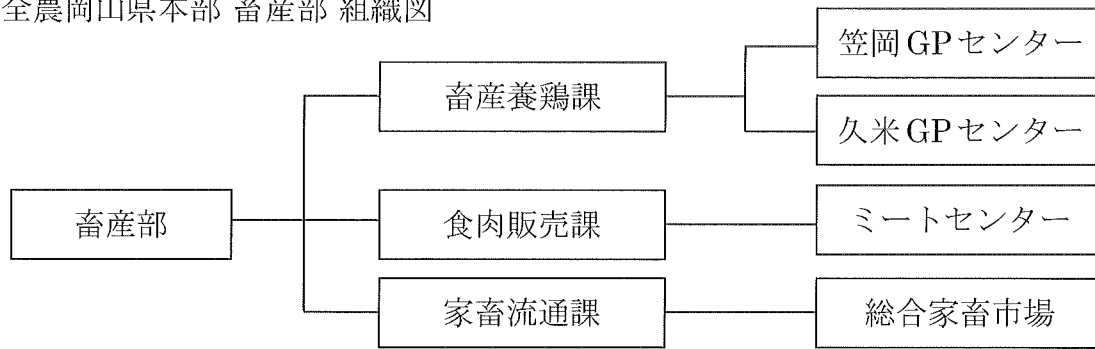 全農岡山県本部 畜産部 組織図
畜産部
畜産養鶏課
笠岡GPセンター
久米GPセンター
食肉販売課
ミートセンター
家畜流通課
総合家畜市場